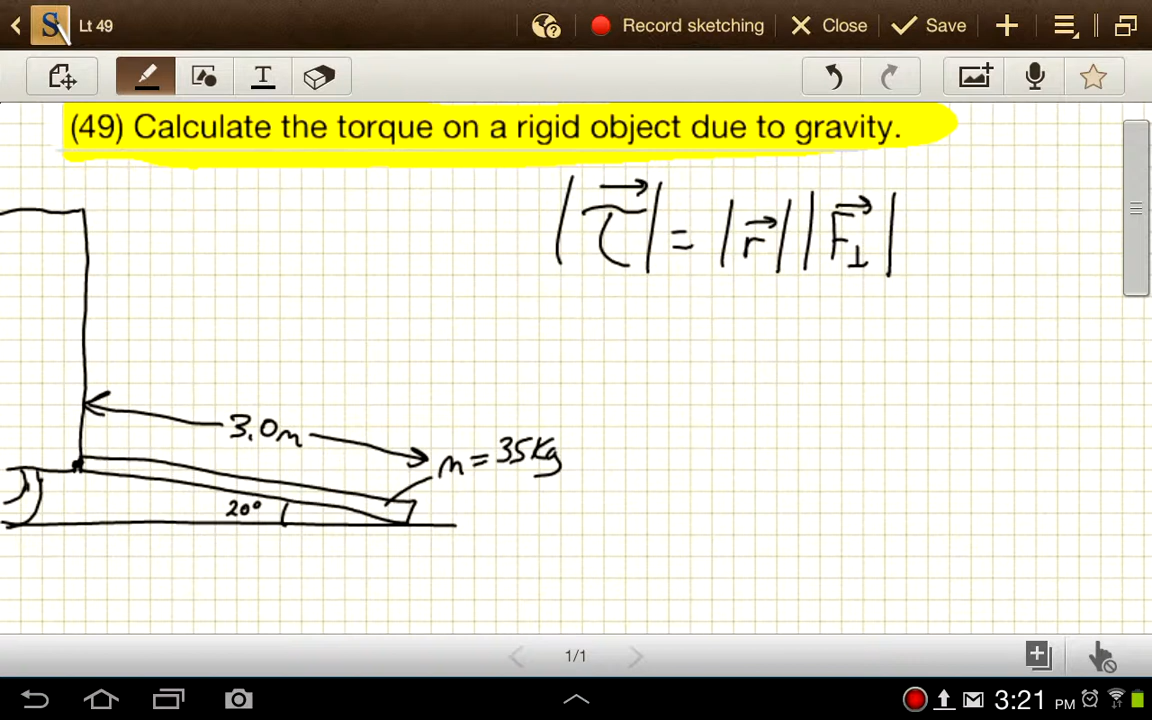 S Lt 49 Record sketching Close Save
T
(49) Calculate the torque on a rigid object due to gravity.
|τ⃗| = |r⃗| |F⃗⊥|
3.0m
m = 35Kg
20°
1/1
3:21 PM